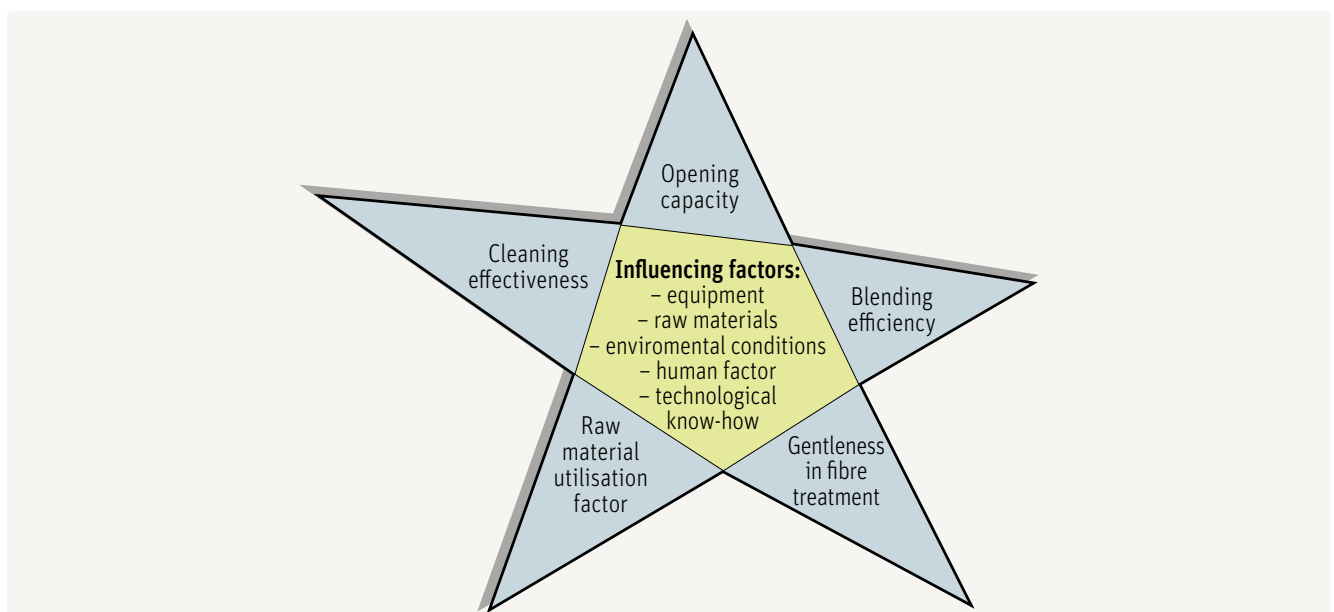 Opening
capacity
Cleaning
effectiveness
Influencing factors:
– equipment
– raw materials
– enviromental conditions
– human factor
– technological
know-how
Blending
efficiency
Raw
material
utilisation
factor
Gentleness
in fibre
treatment